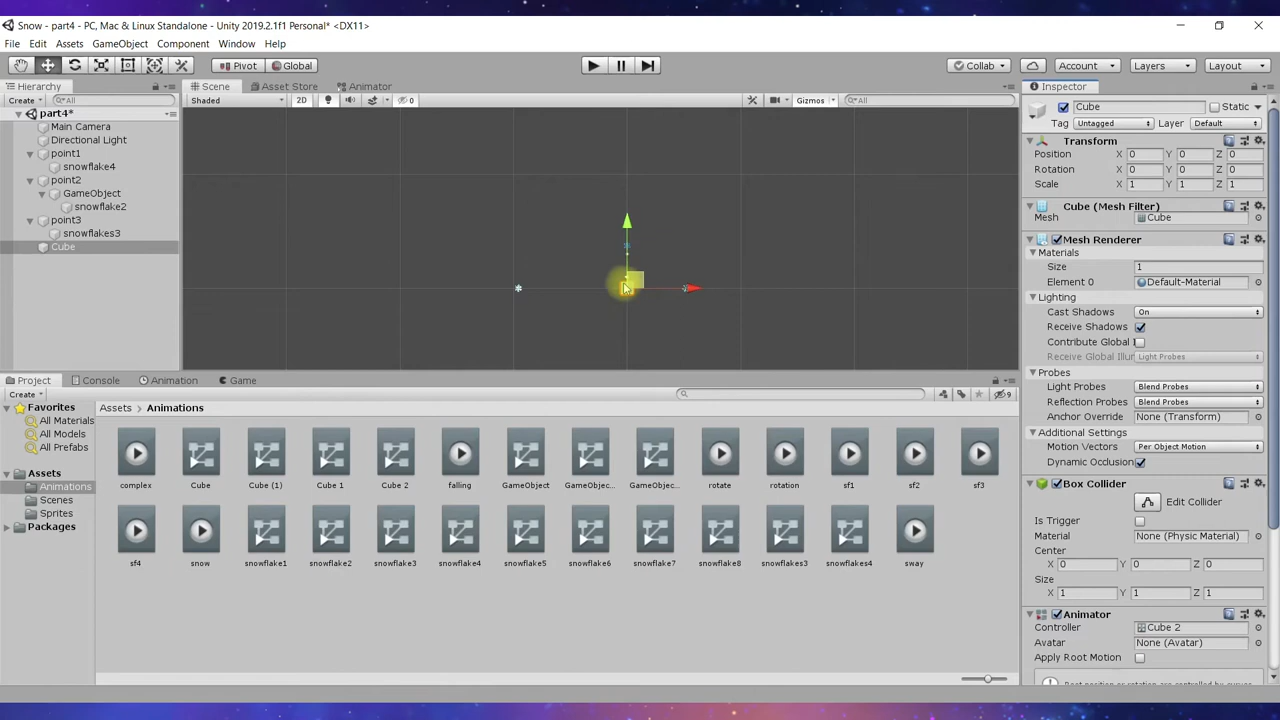 Snow - part4 - PC, Mac & Linux Standalone - Unity 2019.2.1f1 Personal* <DX11>
File Edit Assets GameObject Component Window Help
Pivot Global Collab Account Layers Layout
Hierarchy Scene Asset Store Animator Inspector
Create All Shaded 2D 0 Gizmos All
Cube Static
part4*
Tag Untagged Layer Default
Main Camera
Directional Light
point1
snowflake4
point2
GameObject
snowflake2
point3
snowflakes3
Cube
Transform
Position X 0 Y 0 Z 0
Rotation X 0 Y 0 Z 0
Scale X 1 Y 1 Z 1
Cube (Mesh Filter)
Mesh Cube
Mesh Renderer
Materials
Size 1
Element 0 Default-Material
Lighting
Cast Shadows On
Receive Shadows
Contribute Global I
Receive Global Illur Light Probes
Probes
Light Probes Blend Probes
Reflection Probes Blend Probes
Anchor Override None (Transform)
Additional Settings
Motion Vectors Per Object Motion
Dynamic Occlusion
Box Collider
Edit Collider
Is Trigger
Material None (Physic Material)
Center
X 0 Y 0 Z 0
Size
X 1 Y 1 Z 1
Animator
Controller Cube 2
Avatar None (Avatar)
Apply Root Motion
Project Console Animation Game
Create 9
Favorites
All Materials
All Models
All Prefabs
Assets
Animations
Scenes
Sprites
Packages
Assets Animations
complex Cube Cube (1) Cube 1 Cube 2 falling GameObject GameObjec... GameObjec... rotate rotation sf1 sf2 sf3
sf4 snow snowflake1 snowflake2 snowflake3 snowflake4 snowflake5 snowflake6 snowflake7 snowflake8 snowflakes3 snowflakes4 sway